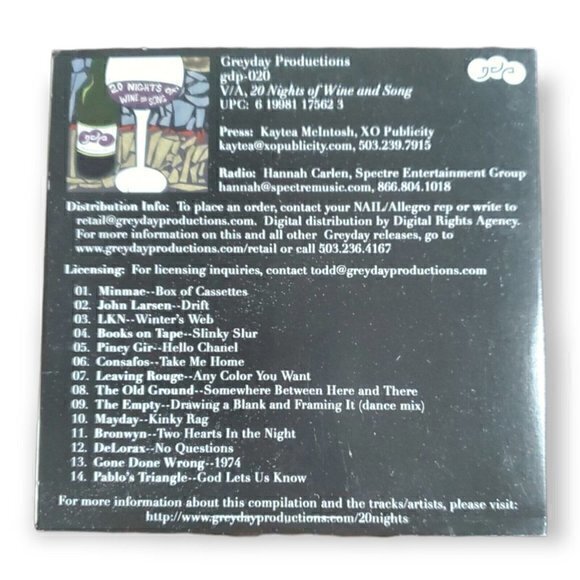 20 NIGHTS OF
WINE AND SONG
gdp
gdp
Greyday Productions
gdp-020
V/A, 20 Nights of Wine and Song
UPC: 6 19981 17562 3
Press: Kaytea McIntosh, XO Publicity
kaytea@xopublicity.com, 503.239.7915
Radio: Hannah Carlen, Spectre Entertainment Group
hannah@spectremusic.com, 866.804.1018
Distribution Info: To place an order, contact your NAIL/Allegro rep or write to
retail@greydayproductions.com. Digital distribution by Digital Rights Agency.
For more information on this and all other Greyday releases, go to
www.greydayproductions.com/retail or call 503.236.4167
Licensing: For licensing inquiries, contact todd@greydayproductions.com
01. Minmae--Box of Cassettes
02. John Larsen--Drift
03. LKN--Winter's Web
04. Books on Tape--Slinky Slur
05. Piney Gir--Hello Chanel
06. Consafos--Take Me Home
07. Leaving Rouge--Any Color You Want
08. The Old Ground--Somewhere Between Here and There
09. The Empty--Drawing a Blank and Framing It (dance mix)
10. Mayday--Kinky Rag
11. Bronwyn--Two Hearts In the Night
12. DeLorax--No Questions
13. Gone Done Wrong--1974
14. Pablo's Triangle--God Lets Us Know
For more information about this compilation and the tracks/artists, please visit:
http://www.greydayproductions.com/20nights